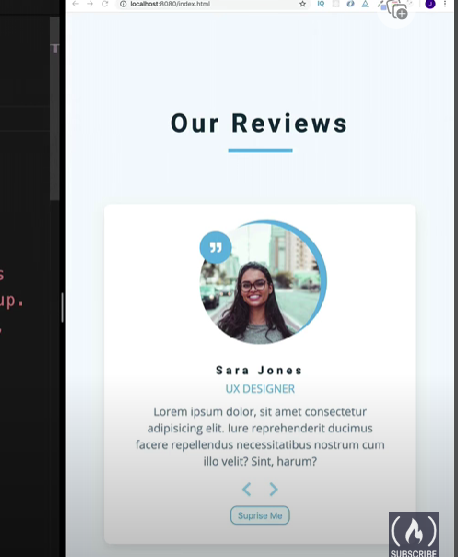 localhost:8080/index.html
Our Reviews
Sara Jones
UX DESIGNER
Lorem ipsum dolor, sit amet consectetur
adipisicing elit. Iure reprehenderit ducimus
facere repellendus necessitatibus nostrum cum
illo velit? Sint, harum?
Suprise Me
up.
SUBSCRIBE